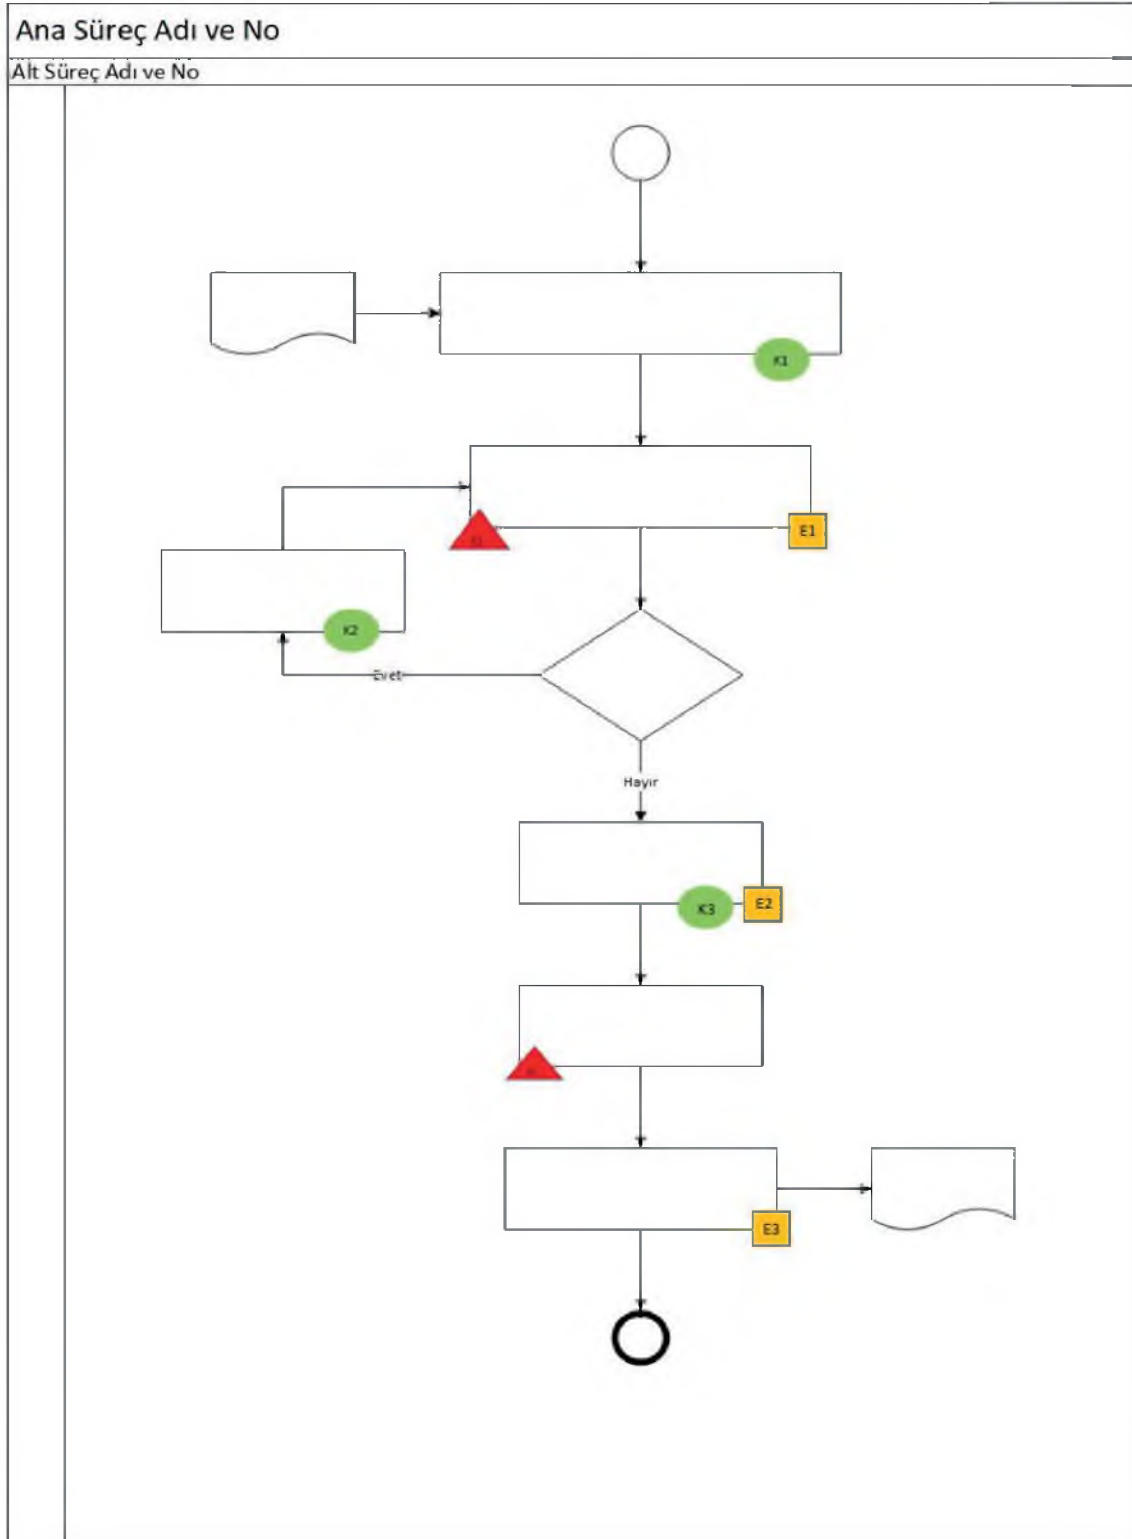 Ana Süreç Adı ve No
Alt Süreç Adı ve No
K1
E1
K2
Evet
Hayır
K3
E2
E3